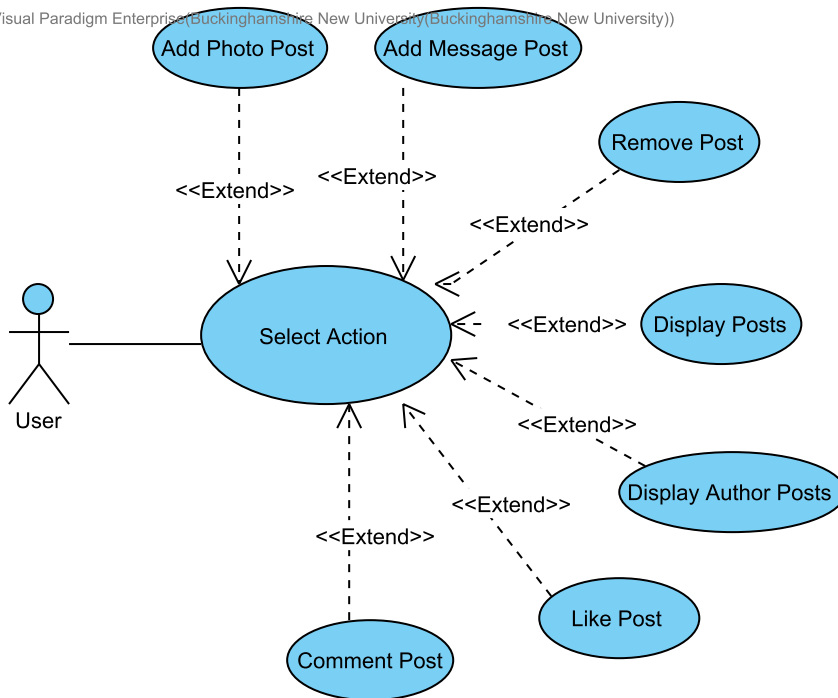 Visual Paradigm Enterprise(Buckinghamshire New University(Buckinghamshire New University))
Add Photo Post
Add Message Post
Remove Post
<<Extend>>
<<Extend>>
<<Extend>>
Select Action
<<Extend>>
Display Posts
User
<<Extend>>
Display Author Posts
<<Extend>>
<<Extend>>
Like Post
Comment Post